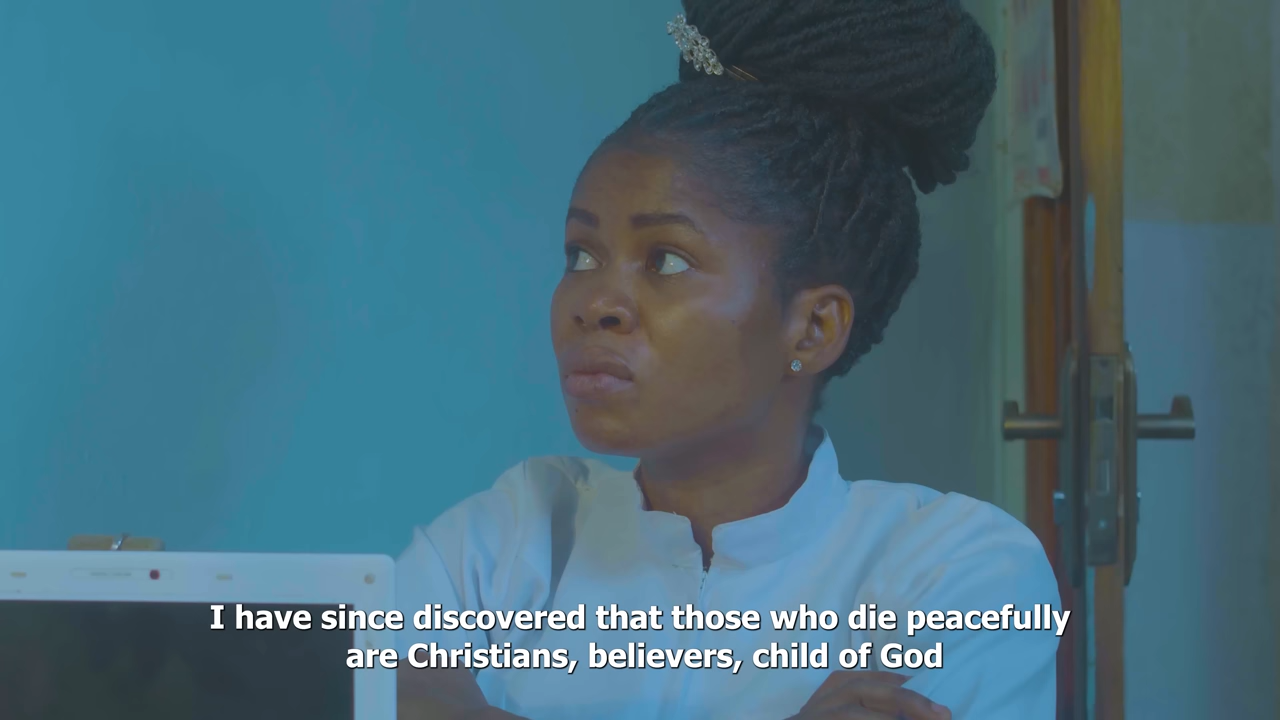 I have since discovered that those who die peacefully
are Christians, believers, child of God